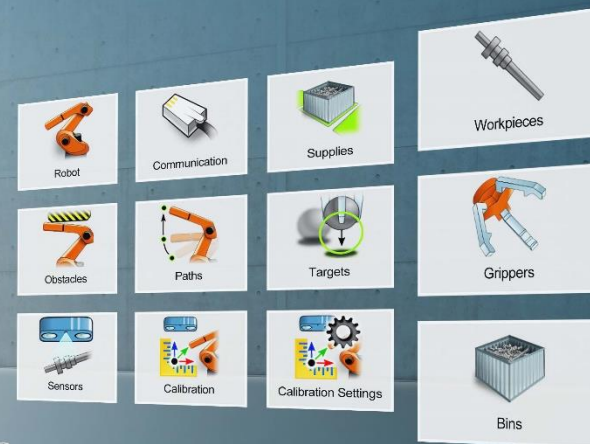 Robot
Communication
Supplies
Workpieces
Obstacles
Paths
Targets
Grippers
Sensors
Calibration
Calibration Settings
Bins